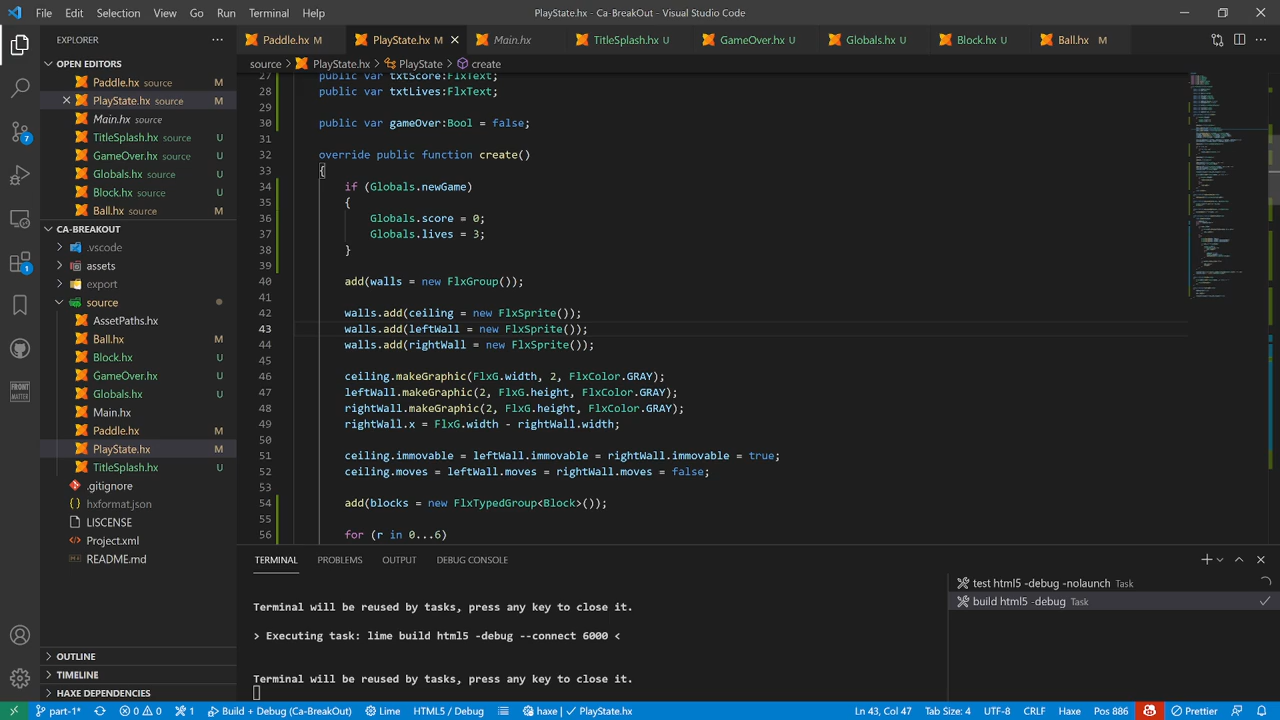 File Edit Selection View Go Run Terminal Help PlayState.hx - Ca-BreakOut - Visual Studio Code
EXPLORER
Paddle.hx M PlayState.hx M Main.hx TitleSplash.hx U GameOver.hx U Globals.hx U Block.hx U Ball.hx M
source PlayState.hx PlayState create
OPEN EDITORS
Paddle.hx source M
PlayState.hx source M
Main.hx source
TitleSplash.hx source U
GameOver.hx source U
Globals.hx source U
Block.hx source U
Ball.hx source M
CA-BREAKOUT
.vscode
assets
export
source
AssetPaths.hx
Ball.hx M
Block.hx U
GameOver.hx U
Globals.hx U
Main.hx
Paddle.hx M
PlayState.hx M
TitleSplash.hx U
.gitignore
hxformat.json
LISCENSE
Project.xml
README.md
OUTLINE
TIMELINE
HAXE DEPENDENCIES
7
1
27 public var txtScore:FlxText;
28 public var txtLives:FlxText;
29
30 public var gameOver:Bool = false;
31
32 override public function create()
33 {
34 if (Globals.newGame)
35 {
36 Globals.score = 0;
37 Globals.lives = 3;
38 }
39
40 add(walls = new FlxGroup());
41
42 walls.add(ceiling = new FlxSprite());
43 walls.add(leftWall = new FlxSprite());
44 walls.add(rightWall = new FlxSprite());
45
46 ceiling.makeGraphic(FlxG.width, 2, FlxColor.GRAY);
47 leftWall.makeGraphic(2, FlxG.height, FlxColor.GRAY);
48 rightWall.makeGraphic(2, FlxG.height, FlxColor.GRAY);
49 rightWall.x = FlxG.width - rightWall.width;
50
51 ceiling.immovable = leftWall.immovable = rightWall.immovable = true;
52 ceiling.moves = leftWall.moves = rightWall.moves = false;
53
54 add(blocks = new FlxTypedGroup<Block>());
55
56 for (r in 0...6)
TERMINAL PROBLEMS OUTPUT DEBUG CONSOLE
Terminal will be reused by tasks, press any key to close it.
> Executing task: lime build html5 -debug --connect 6000 <
Terminal will be reused by tasks, press any key to close it.
test html5 -debug -nolaunch Task
build html5 -debug Task
FRONT MATTER
part-1* 0 0 1 Build + Debug (Ca-BreakOut) Lime HTML5 / Debug haxe | PlayState.hx Ln 43, Col 47 Pos 886 Tab Size: 4 UTF-8 CRLF Haxe Prettier